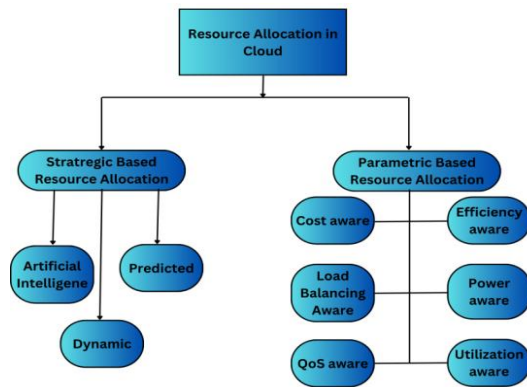 Resource Allocation in
Cloud
Stratregic Based
Resource Allocation
Parametric Based
Resource Allocation
Cost aware
Efficiency
aware
Artificial
Intelligene
Predicted
Load
Balancing
Aware
Power
aware
Dynamic
QoS aware
Utilization
aware